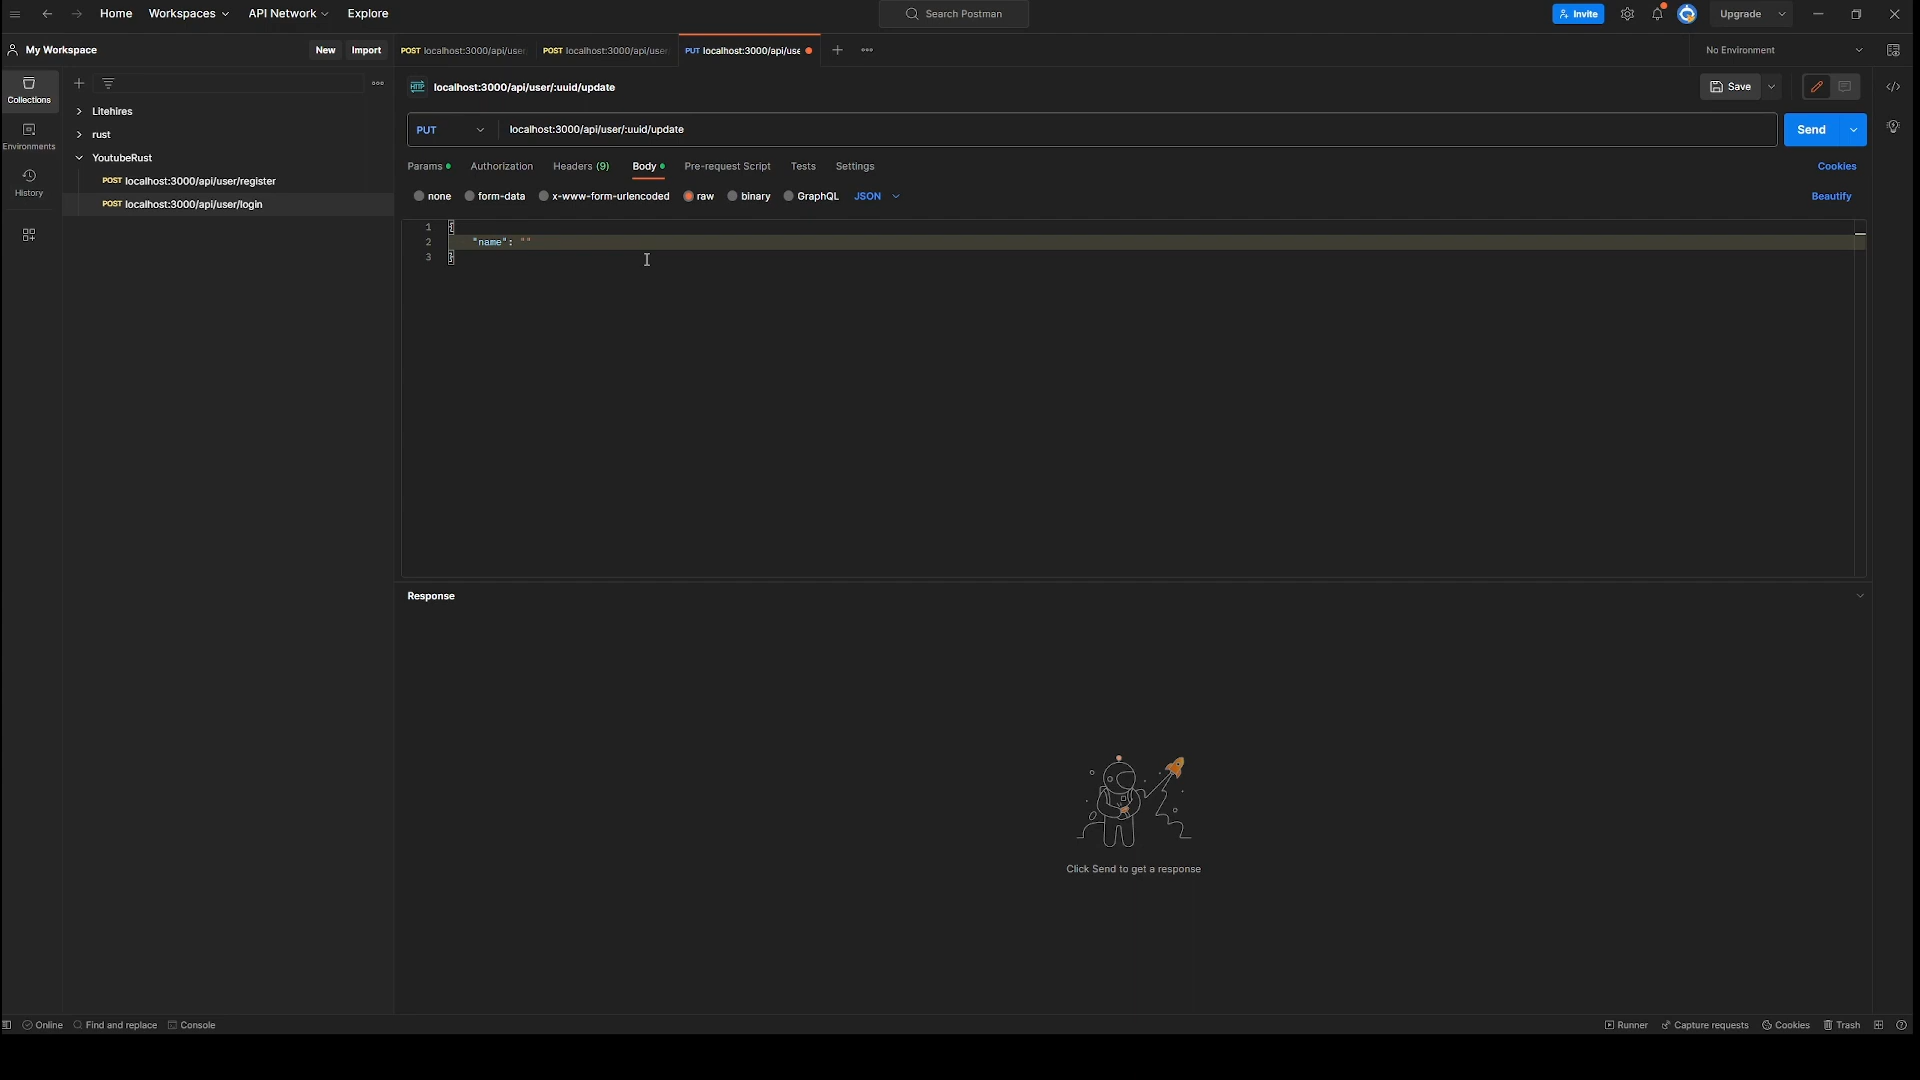 Home Workspaces API Network Explore Search Postman Invite Upgrade
My Workspace New Import POST localhost:3000/api/use POST localhost:3000/api/use PUT localhost:3000/api/use No Environment
Collections
Environments
History
Litehires
rust
YoutubeRust
POST localhost:3000/api/user/register
POST localhost:3000/api/user/login
HTTP localhost:3000/api/user/:uuid/update Save
PUT localhost:3000/api/user/:uuid/update Send
Params Authorization Headers (9) Body Pre-request Script Tests Settings Cookies
none form-data x-www-form-urlencoded raw binary GraphQL JSON Beautify
1 {
2 "name": ""
3 }
Response
Click Send to get a response
Online Find and replace Console Runner Capture requests Cookies Trash